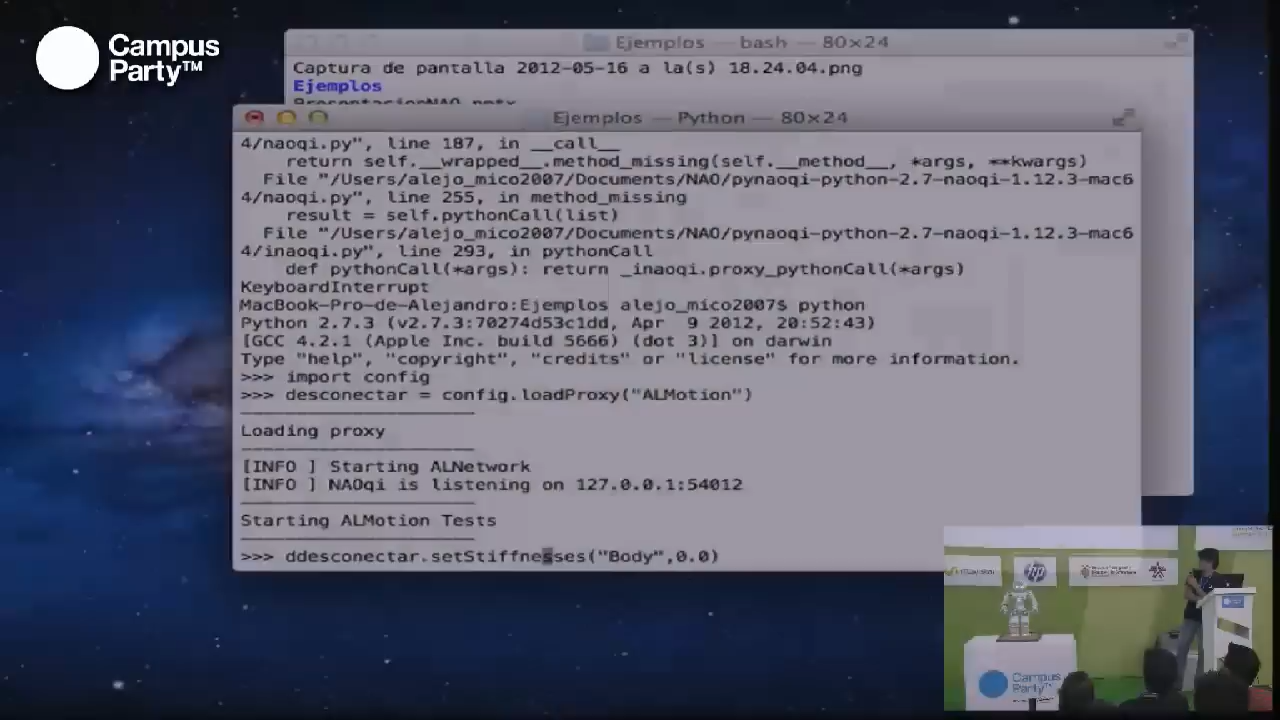 Campus
Party™
Ejemplos — bash — 80×24
Captura de pantalla 2012-05-16 a la(s) 18.24.04.png
Ejemplos
PresentacionNAO.pptx
Ejemplos — Python — 80×24
4/naoqi.py", line 187, in __call__
return self.__wrapped__.method_missing(self.__method__, *args, **kwargs)
File "/Users/alejo_mico2007/Documents/NAO/pynaoqi-python-2.7-naoqi-1.12.3-mac6
4/naoqi.py", line 255, in method_missing
result = self.pythonCall(list)
File "/Users/alejo_mico2007/Documents/NAO/pynaoqi-python-2.7-naoqi-1.12.3-mac6
4/inaoqi.py", line 293, in pythonCall
def pythonCall(*args): return _inaoqi.proxy_pythonCall(*args)
KeyboardInterrupt
MacBook-Pro-de-Alejandro:Ejemplos alejo_mico2007$ python
Python 2.7.3 (v2.7.3:70274d53c1dd, Apr  9 2012, 20:52:43)
[GCC 4.2.1 (Apple Inc. build 5666) (dot 3)] on darwin
Type "help", "copyright", "credits" or "license" for more information.
>>> import config
>>> desconectar = config.loadProxy("ALMotion")
Loading proxy
[INFO ] Starting ALNetwork
[INFO ] NAOqi is listening on 127.0.0.1:54012
Starting ALMotion Tests
>>> ddesconectar.setStiffnesses("Body",0.0)
hp
Campus
Party™